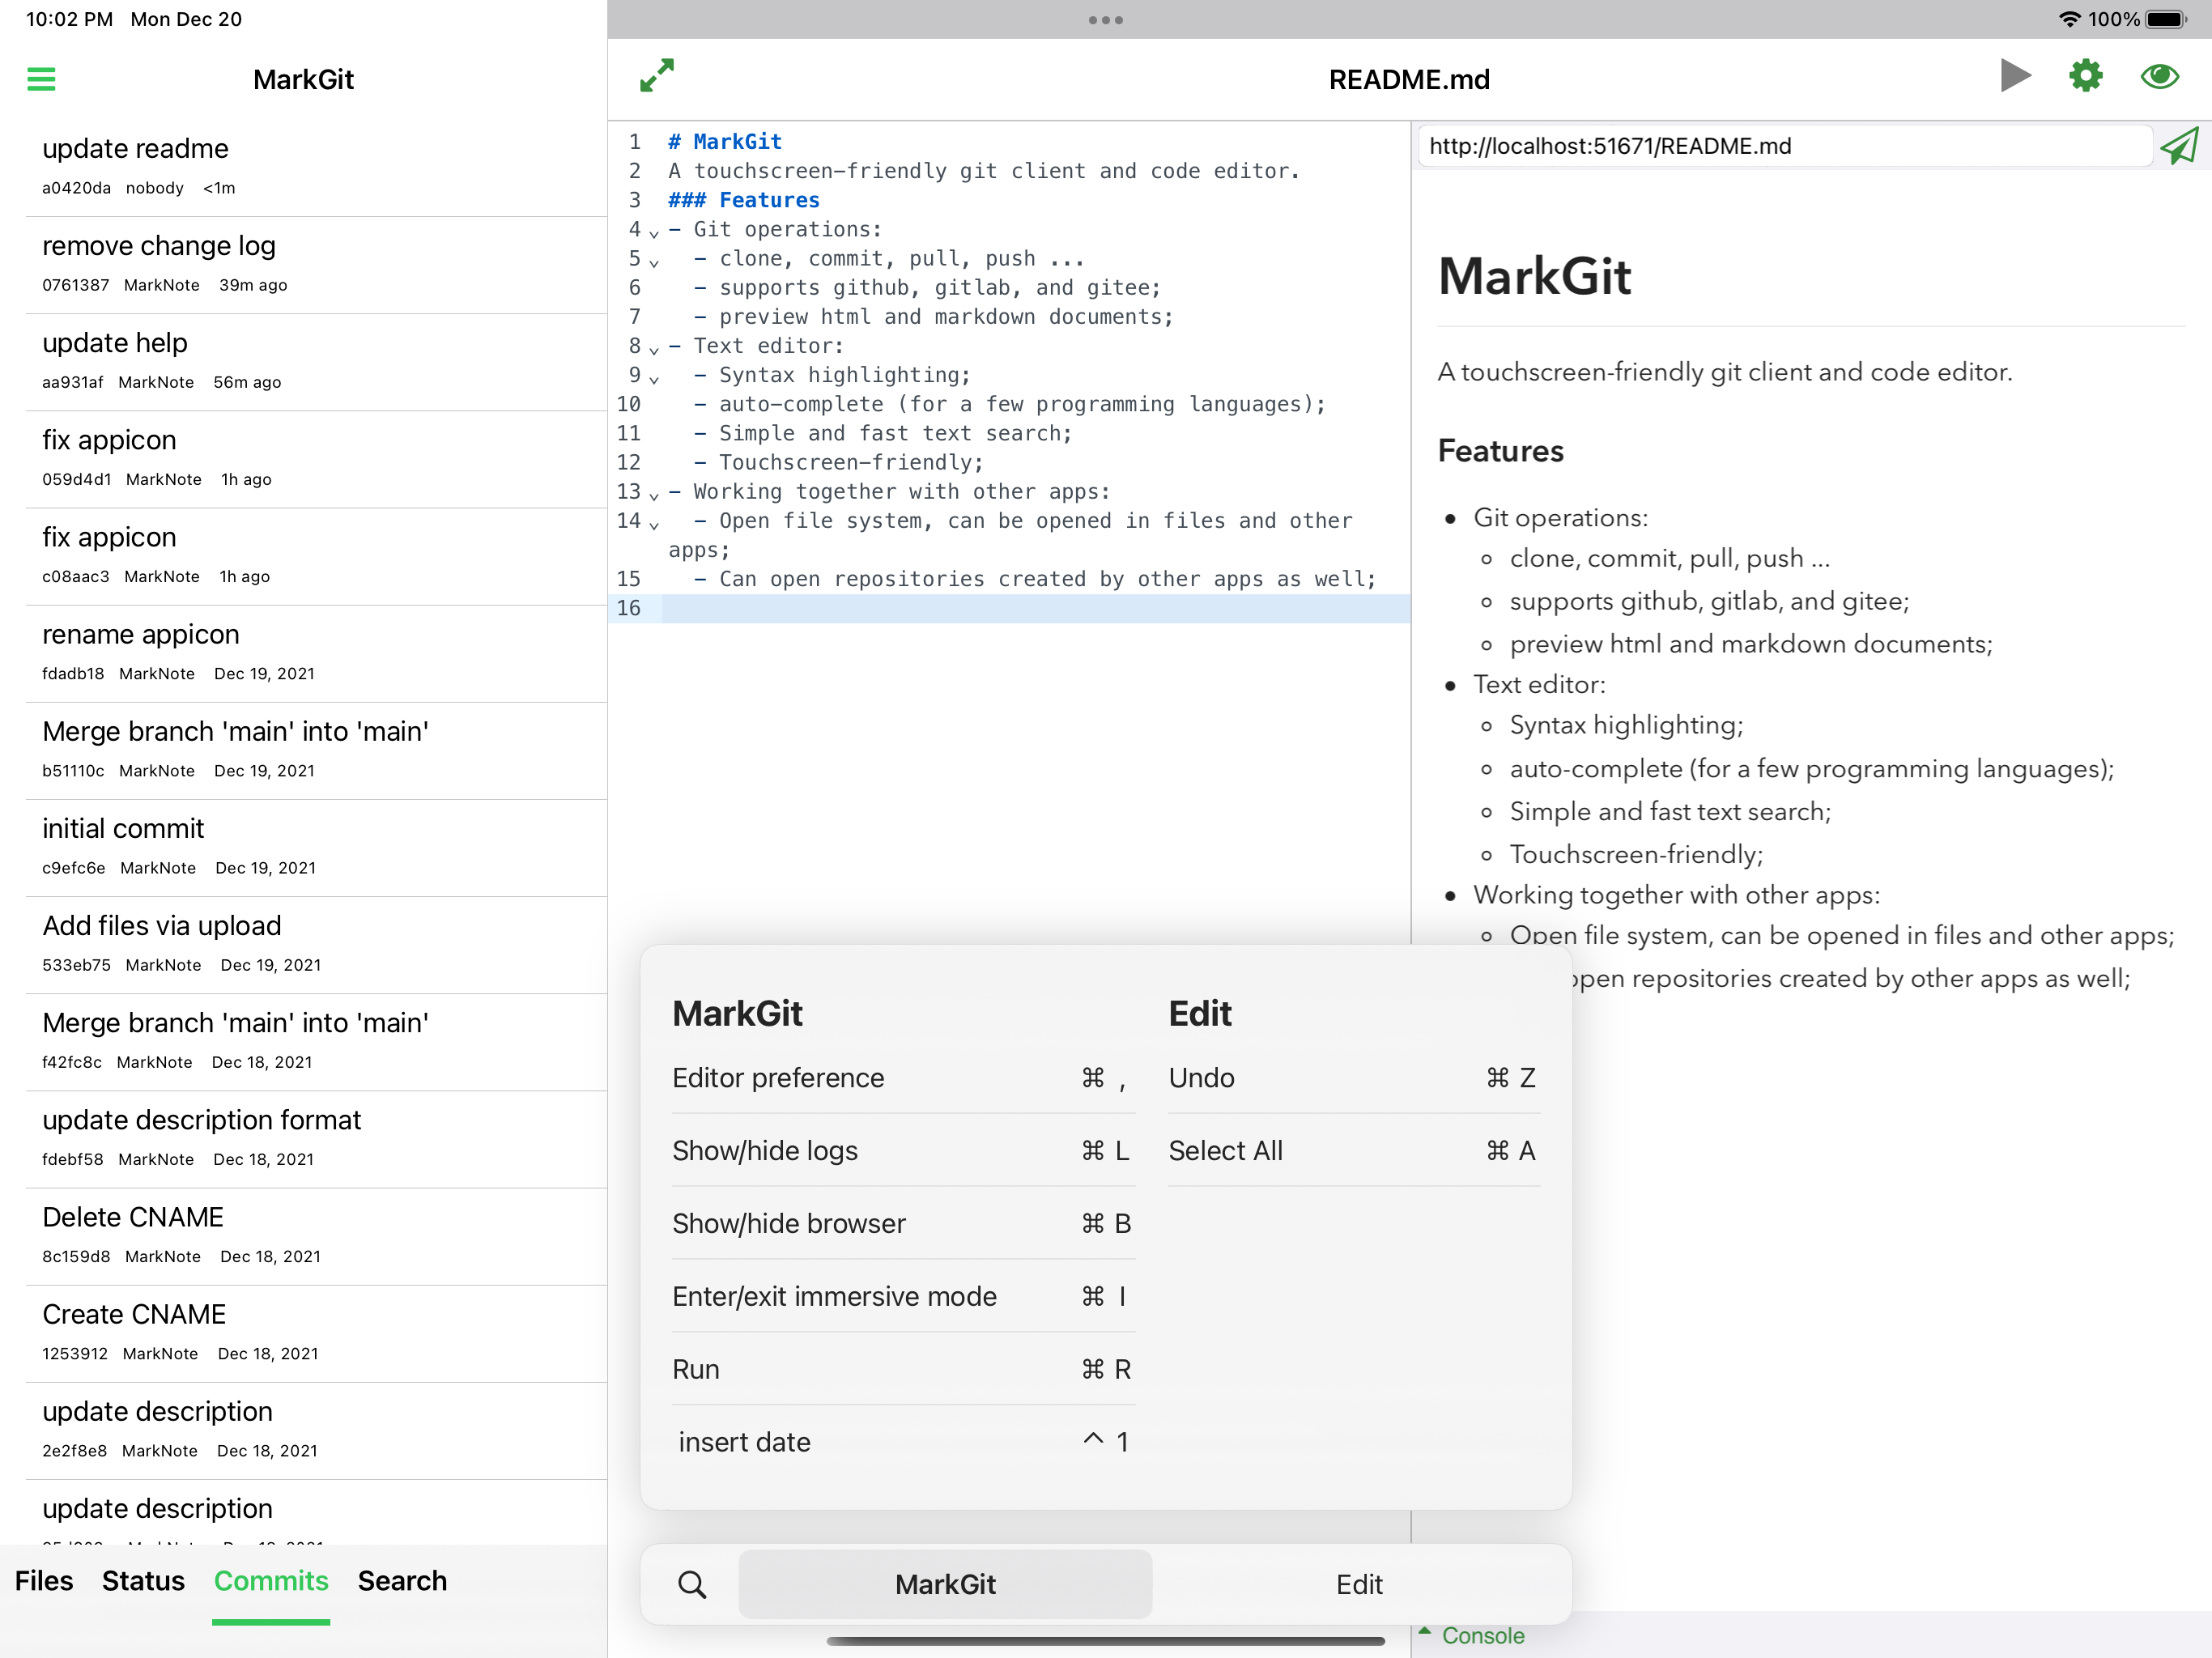 10:02 PM Mon Dec 20
100%
MarkGit
update readme
a0420da nobody <1m
remove change log
0761387 MarkNote 39m ago
update help
aa931af MarkNote 56m ago
fix appicon
059d4d1 MarkNote 1h ago
fix appicon
c08aac3 MarkNote 1h ago
rename appicon
fdadb18 MarkNote Dec 19, 2021
Merge branch 'main' into 'main'
b51110c MarkNote Dec 19, 2021
initial commit
c9efc6e MarkNote Dec 19, 2021
Add files via upload
533eb75 MarkNote Dec 19, 2021
Merge branch 'main' into 'main'
f42fc8c MarkNote Dec 18, 2021
update description format
fdebf58 MarkNote Dec 18, 2021
Delete CNAME
8c159d8 MarkNote Dec 18, 2021
Create CNAME
1253912 MarkNote Dec 18, 2021
update description
2e2f8e8 MarkNote Dec 18, 2021
update description
Files Status Commits Search
README.md
1 # MarkGit
2 A touchscreen-friendly git client and code editor.
3 ### Features
4 - Git operations:
5 - clone, commit, pull, push ...
6 - supports github, gitlab, and gitee;
7 - preview html and markdown documents;
8 - Text editor:
9 - Syntax highlighting;
10 - auto-complete (for a few programming languages);
11 - Simple and fast text search;
12 - Touchscreen-friendly;
13 - Working together with other apps:
14 - Open file system, can be opened in files and other
apps;
15 - Can open repositories created by other apps as well;
16
http://localhost:51671/README.md
MarkGit
A touchscreen-friendly git client and code editor.
Features
• Git operations:
◦ clone, commit, pull, push ...
◦ supports github, gitlab, and gitee;
◦ preview html and markdown documents;
• Text editor:
◦ Syntax highlighting;
◦ auto-complete (for a few programming languages);
◦ Simple and fast text search;
◦ Touchscreen-friendly;
• Working together with other apps:
◦ Open file system, can be opened in files and other apps;
open repositories created by other apps as well;
MarkGit
Editor preference ⌘ ,
Show/hide logs ⌘ L
Show/hide browser ⌘ B
Enter/exit immersive mode ⌘ I
Run ⌘ R
insert date ^ 1
Edit
Undo ⌘ Z
Select All ⌘ A
MarkGit Edit
Console